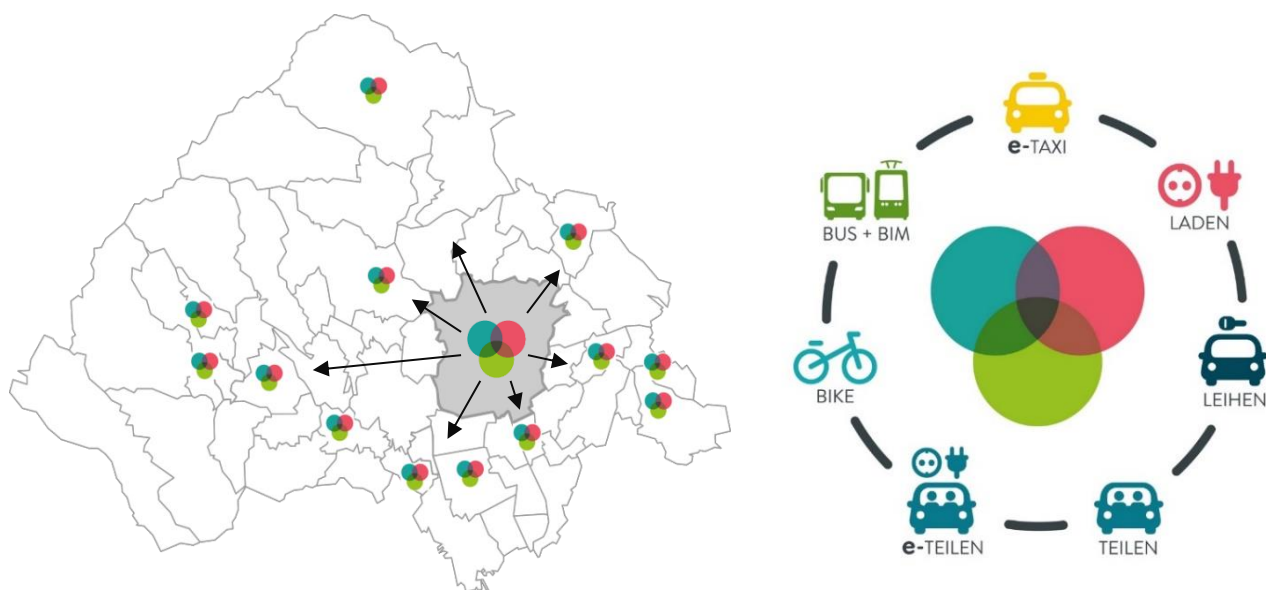 e-TAXI
LADEN
LEIHEN
TEILEN
e-TEILEN
BIKE
BUS + BIM